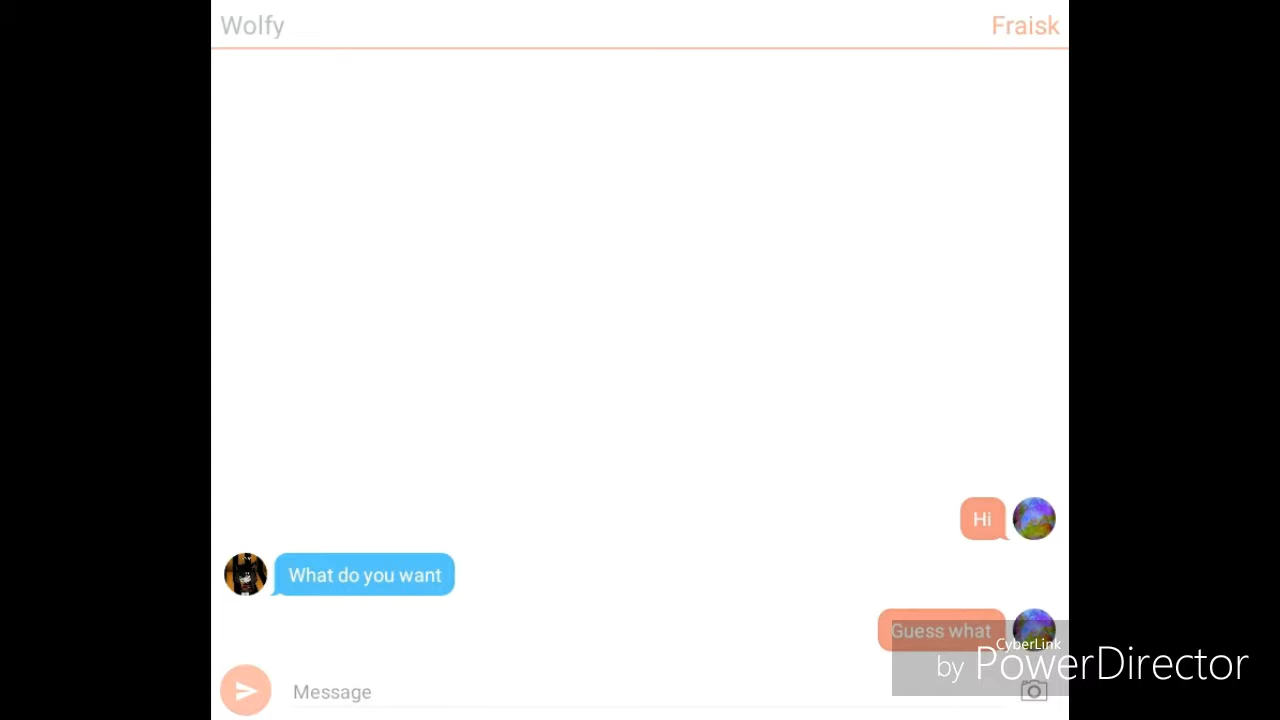 Wolfy
Fraisk
Hi
What do you want
Guess what
Message
CyberLink
by PowerDirector